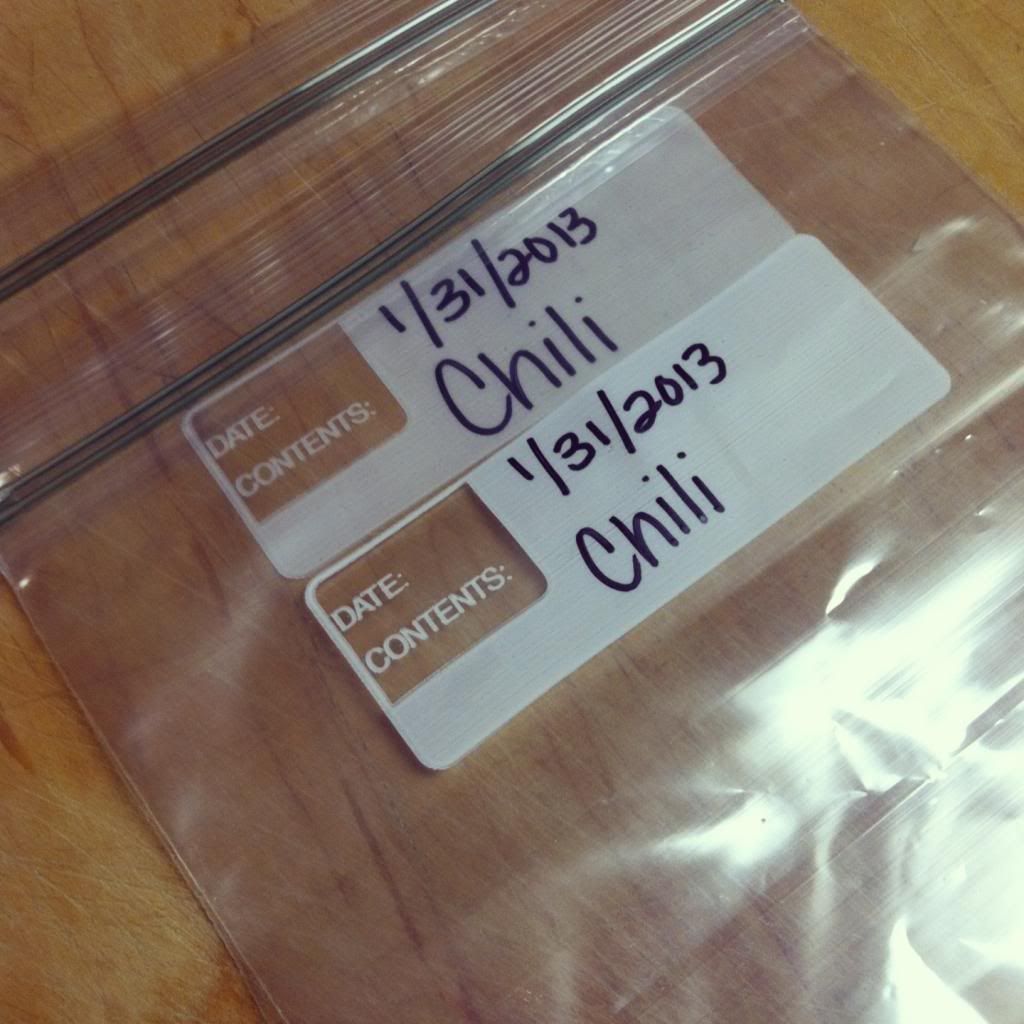 DATE: 1/31/2013
CONTENTS: Chili
DATE: 1/31/2013
CONTENTS: Chili